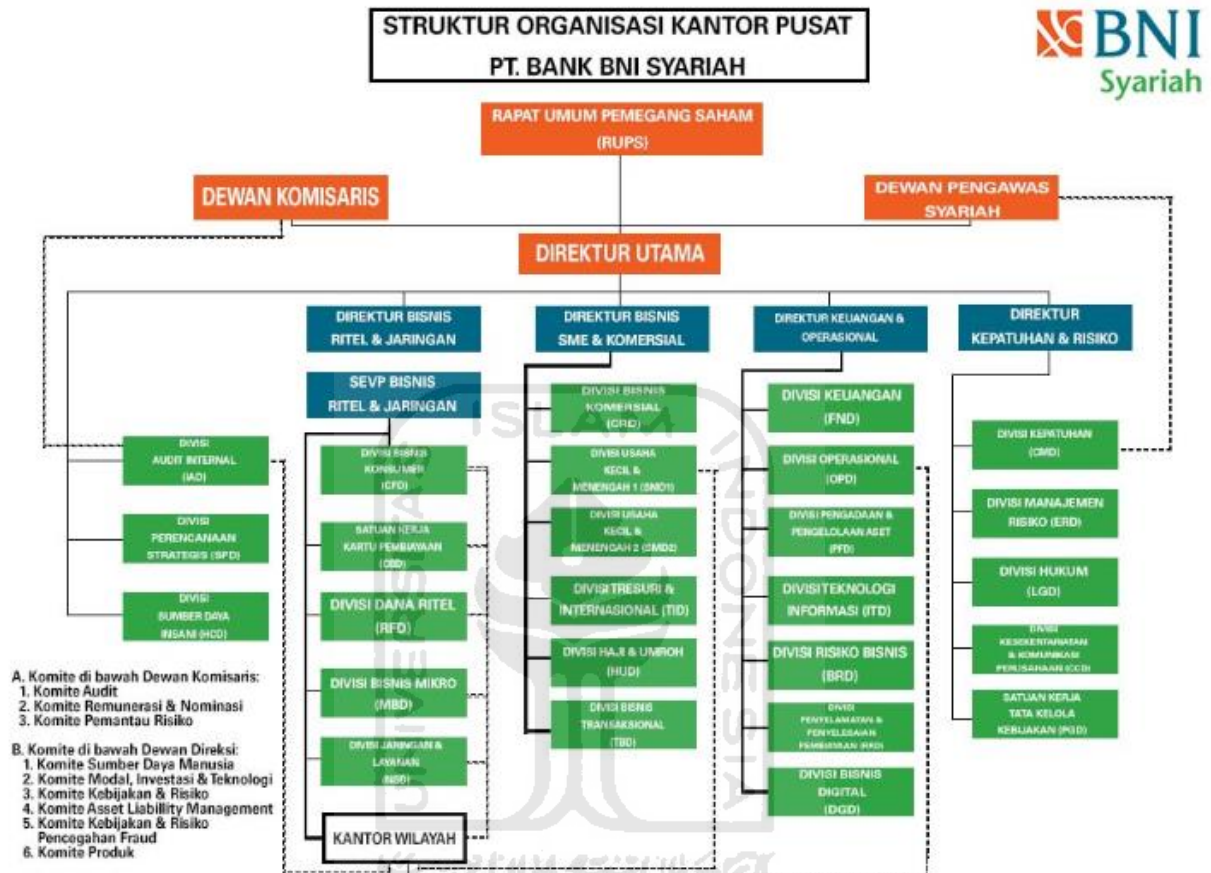 STRUKTUR ORGANISASI KANTOR PUSAT
PT. BANK BNI SYARIAH
BNI
Syariah
RAPAT UMUM PEMEGANG SAHAM
(RUPS)
DEWAN KOMISARIS
DEWAN PENGAWAS
SYARIAH
DIREKTUR UTAMA
DIREKTUR BISNIS
RITEL & JARINGAN
DIREKTUR BISNIS
SME & KOMERSIAL
DIREKTUR KEUANGAN &
OPERASIONAL
DIREKTUR
KEPATUHAN & RISIKO
SEVP BISNIS
RITEL & JARINGAN
DIVISI
AUDIT INTERNAL
(IAD)
DIVISI
PERENCANAAN
STRATEGIS (SPD)
DIVISI
SUMBER DAYA
INSANI (HCD)
DIVISI BISNIS
KONSUMER
(CFD)
SATUAN KERJA
KARTU PEMBIAYAAN
(CBD)
DIVISI DANA RITEL
(RFD)
DIVISI BISNIS MIKRO
(MBD)
DIVISI JARINGAN &
LAYANAN
KANTOR WILAYAH
DIVISI BISNIS
KOMERSIAL
DIVISI USAHA
KECIL &
MENENGAH 1 (SMD1)
DIVISI USAHA
KECIL &
MENENGAH 2 (SMD2)
DIVISI TRESURI &
INTERNASIONAL (TID)
DIVISI HAJI & UMROH
(HUD)
DIVISI BISNIS
TRANSAKSIONAL
(TBD)
DIVISI KEUANGAN
(FND)
DIVISI OPERASIONAL
(OPD)
DIVISI PENGADAAN &
PENGELOLAAN ASET
(PFD)
DIVISI TEKNOLOGI
INFORMASI (ITD)
DIVISI RISIKO BISNIS
(BRD)
DIVISI
PENYELAMATAN &
PENYELESAIAN
PEMBIAYAAN (RRD)
DIVISI BISNIS
DIGITAL
(DGD)
DIVISI KEPATUHAN
(CMD)
DIVISI MANAJEMEN
RISIKO (ERD)
DIVISI HUKUM
(LGD)
DIVISI
KESEKERTARIATAN
& KOMUNIKASI
PERUSAHAAN (CCD)
SATUAN KERJA
TATA KELOLA
KEBIJAKAN (PGD)
A. Komite di bawah Dewan Komisaris:
1. Komite Audit
2. Komite Remunerasi & Nominasi
3. Komite Pemantau Risiko
B. Komite di bawah Dewan Direksi:
1. Komite Sumber Daya Manusia
2. Komite Modal, Investasi & Teknologi
3. Komite Kebijakan & Risiko
4. Komite Asset Liabillity Management
5. Komite Kebijakan & Risiko
Pencegahan Fraud
6. Komite Produk
UNIVERSITAS
ISLAM
INDONESIA